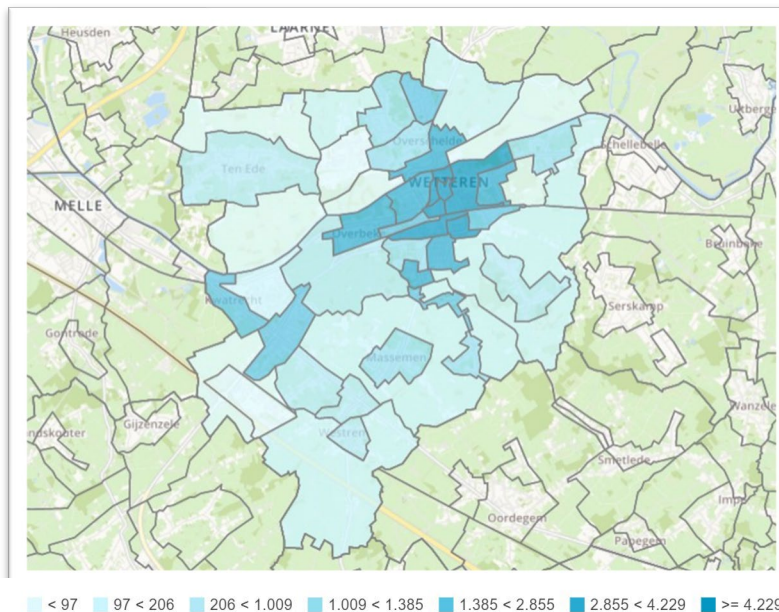 Heusden
LAARNE
Uitberge
Overschelde
Schellebelle
Ten Ede
WETTEREN
MELLE
Overbeke
Bruinbeke
Kwatrecht
Serskamp
Gontrode
Massemen
Wanzele
Gijzenzele
Westrem
Smetlede
Oordegem
Papegem
< 97 97 < 206 206 < 1.009 1.009 < 1.385 1.385 < 2.855 2.855 < 4.229 >= 4.229